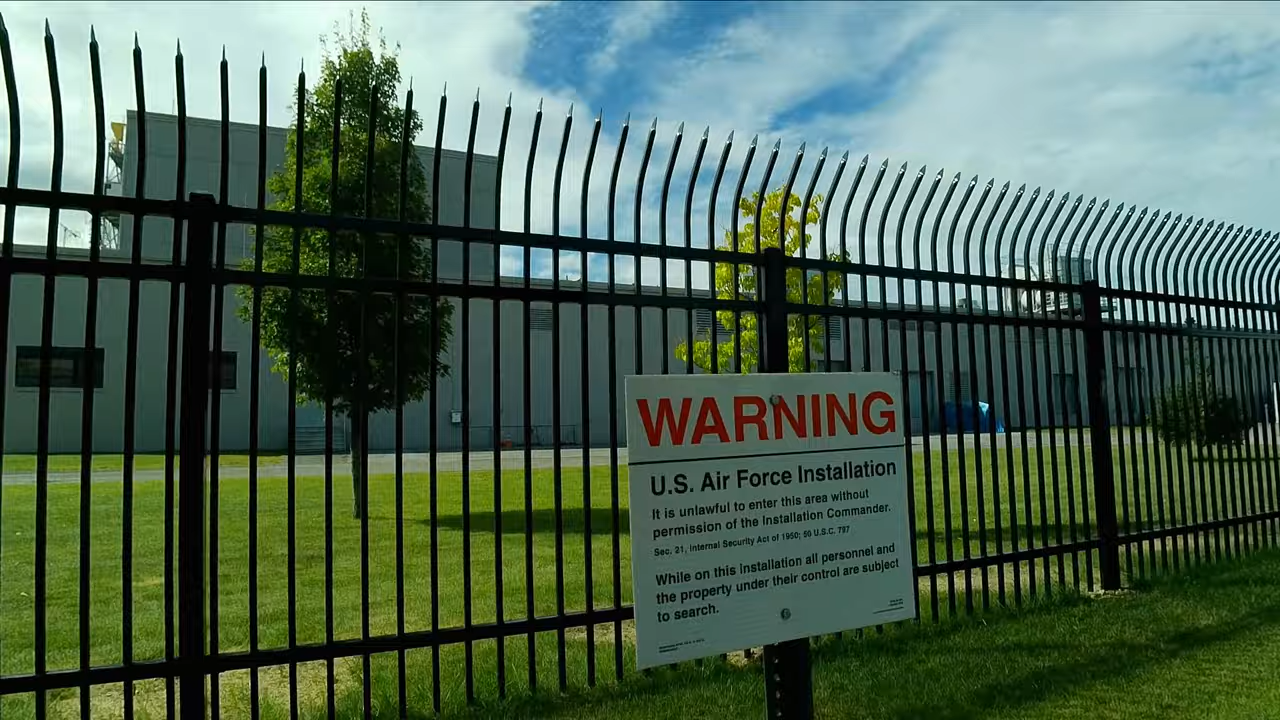 WARNING
U.S. Air Force Installation
It is unlawful to enter this area without
permission of the Installation Commander.
Sec. 21, Internal Security Act of 1950; 50 U.S.C. 797
While on this Installation all personnel and
the property under their control are subject
to search.